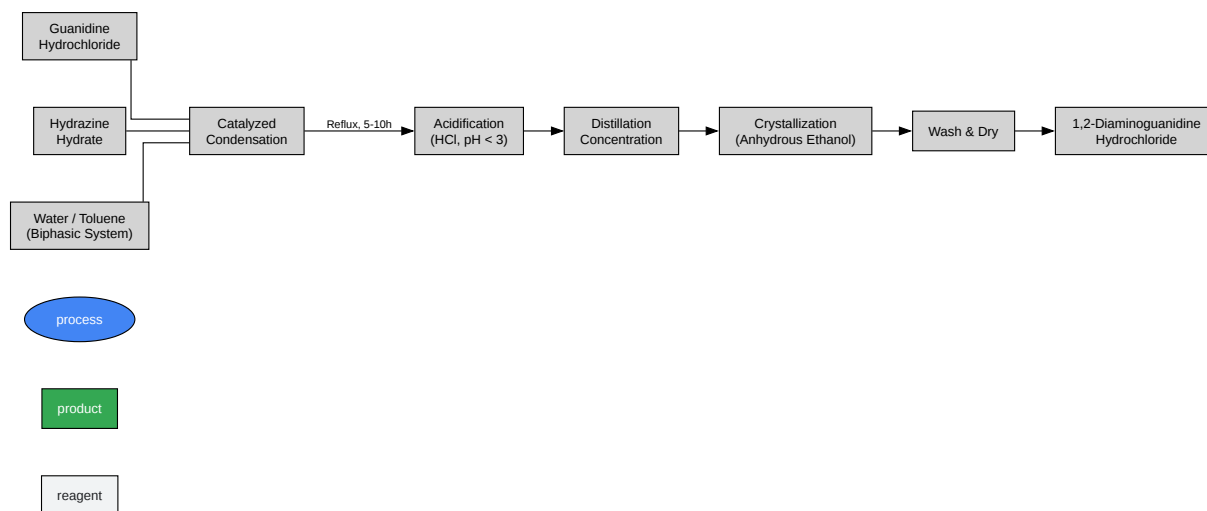 Guanidine
Hydrochloride
Hydrazine
Hydrate
Water / Toluene
(Biphasic System)
Catalyzed
Condensation
Reflux, 5-10h
Acidification
(HCl, pH < 3)
Distillation
Concentration
Crystallization
(Anhydrous Ethanol)
Wash & Dry
1,2-Diaminoguanidine
Hydrochloride
process
product
reagent